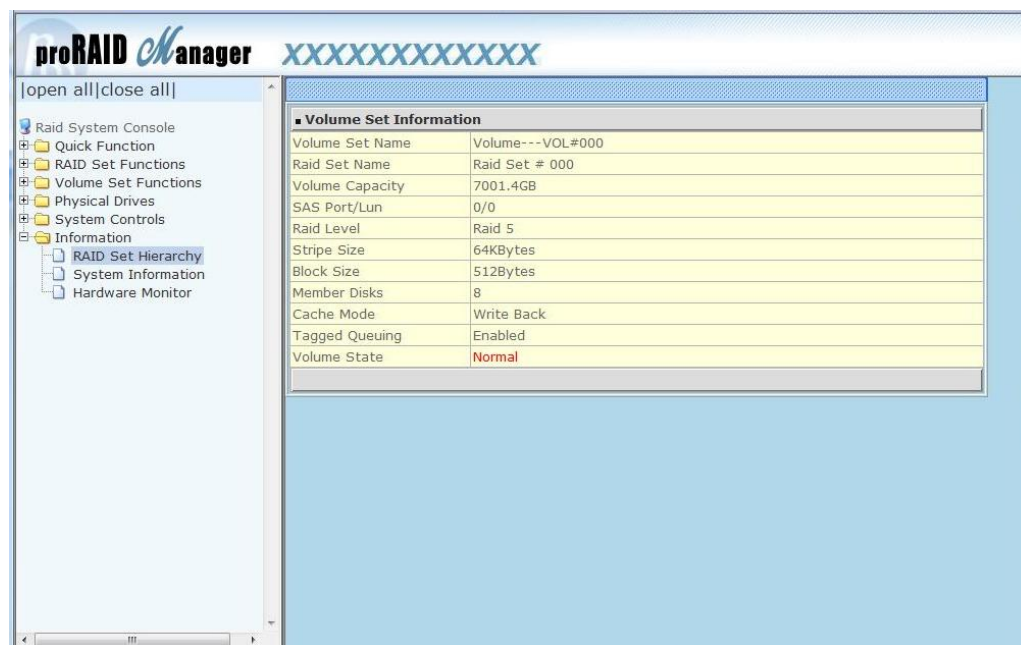 proRAID Manager XXXXXXXXXXXX
|open all|close all|
Raid System Console
Quick Function
RAID Set Functions
Volume Set Functions
Physical Drives
System Controls
Information
RAID Set Hierarchy
System Information
Hardware Monitor
Volume Set Information
Volume Set Name Volume---VOL#000
Raid Set Name Raid Set # 000
Volume Capacity 7001.4GB
SAS Port/Lun 0/0
Raid Level Raid 5
Stripe Size 64KBytes
Block Size 512Bytes
Member Disks 8
Cache Mode Write Back
Tagged Queuing Enabled
Volume State Normal